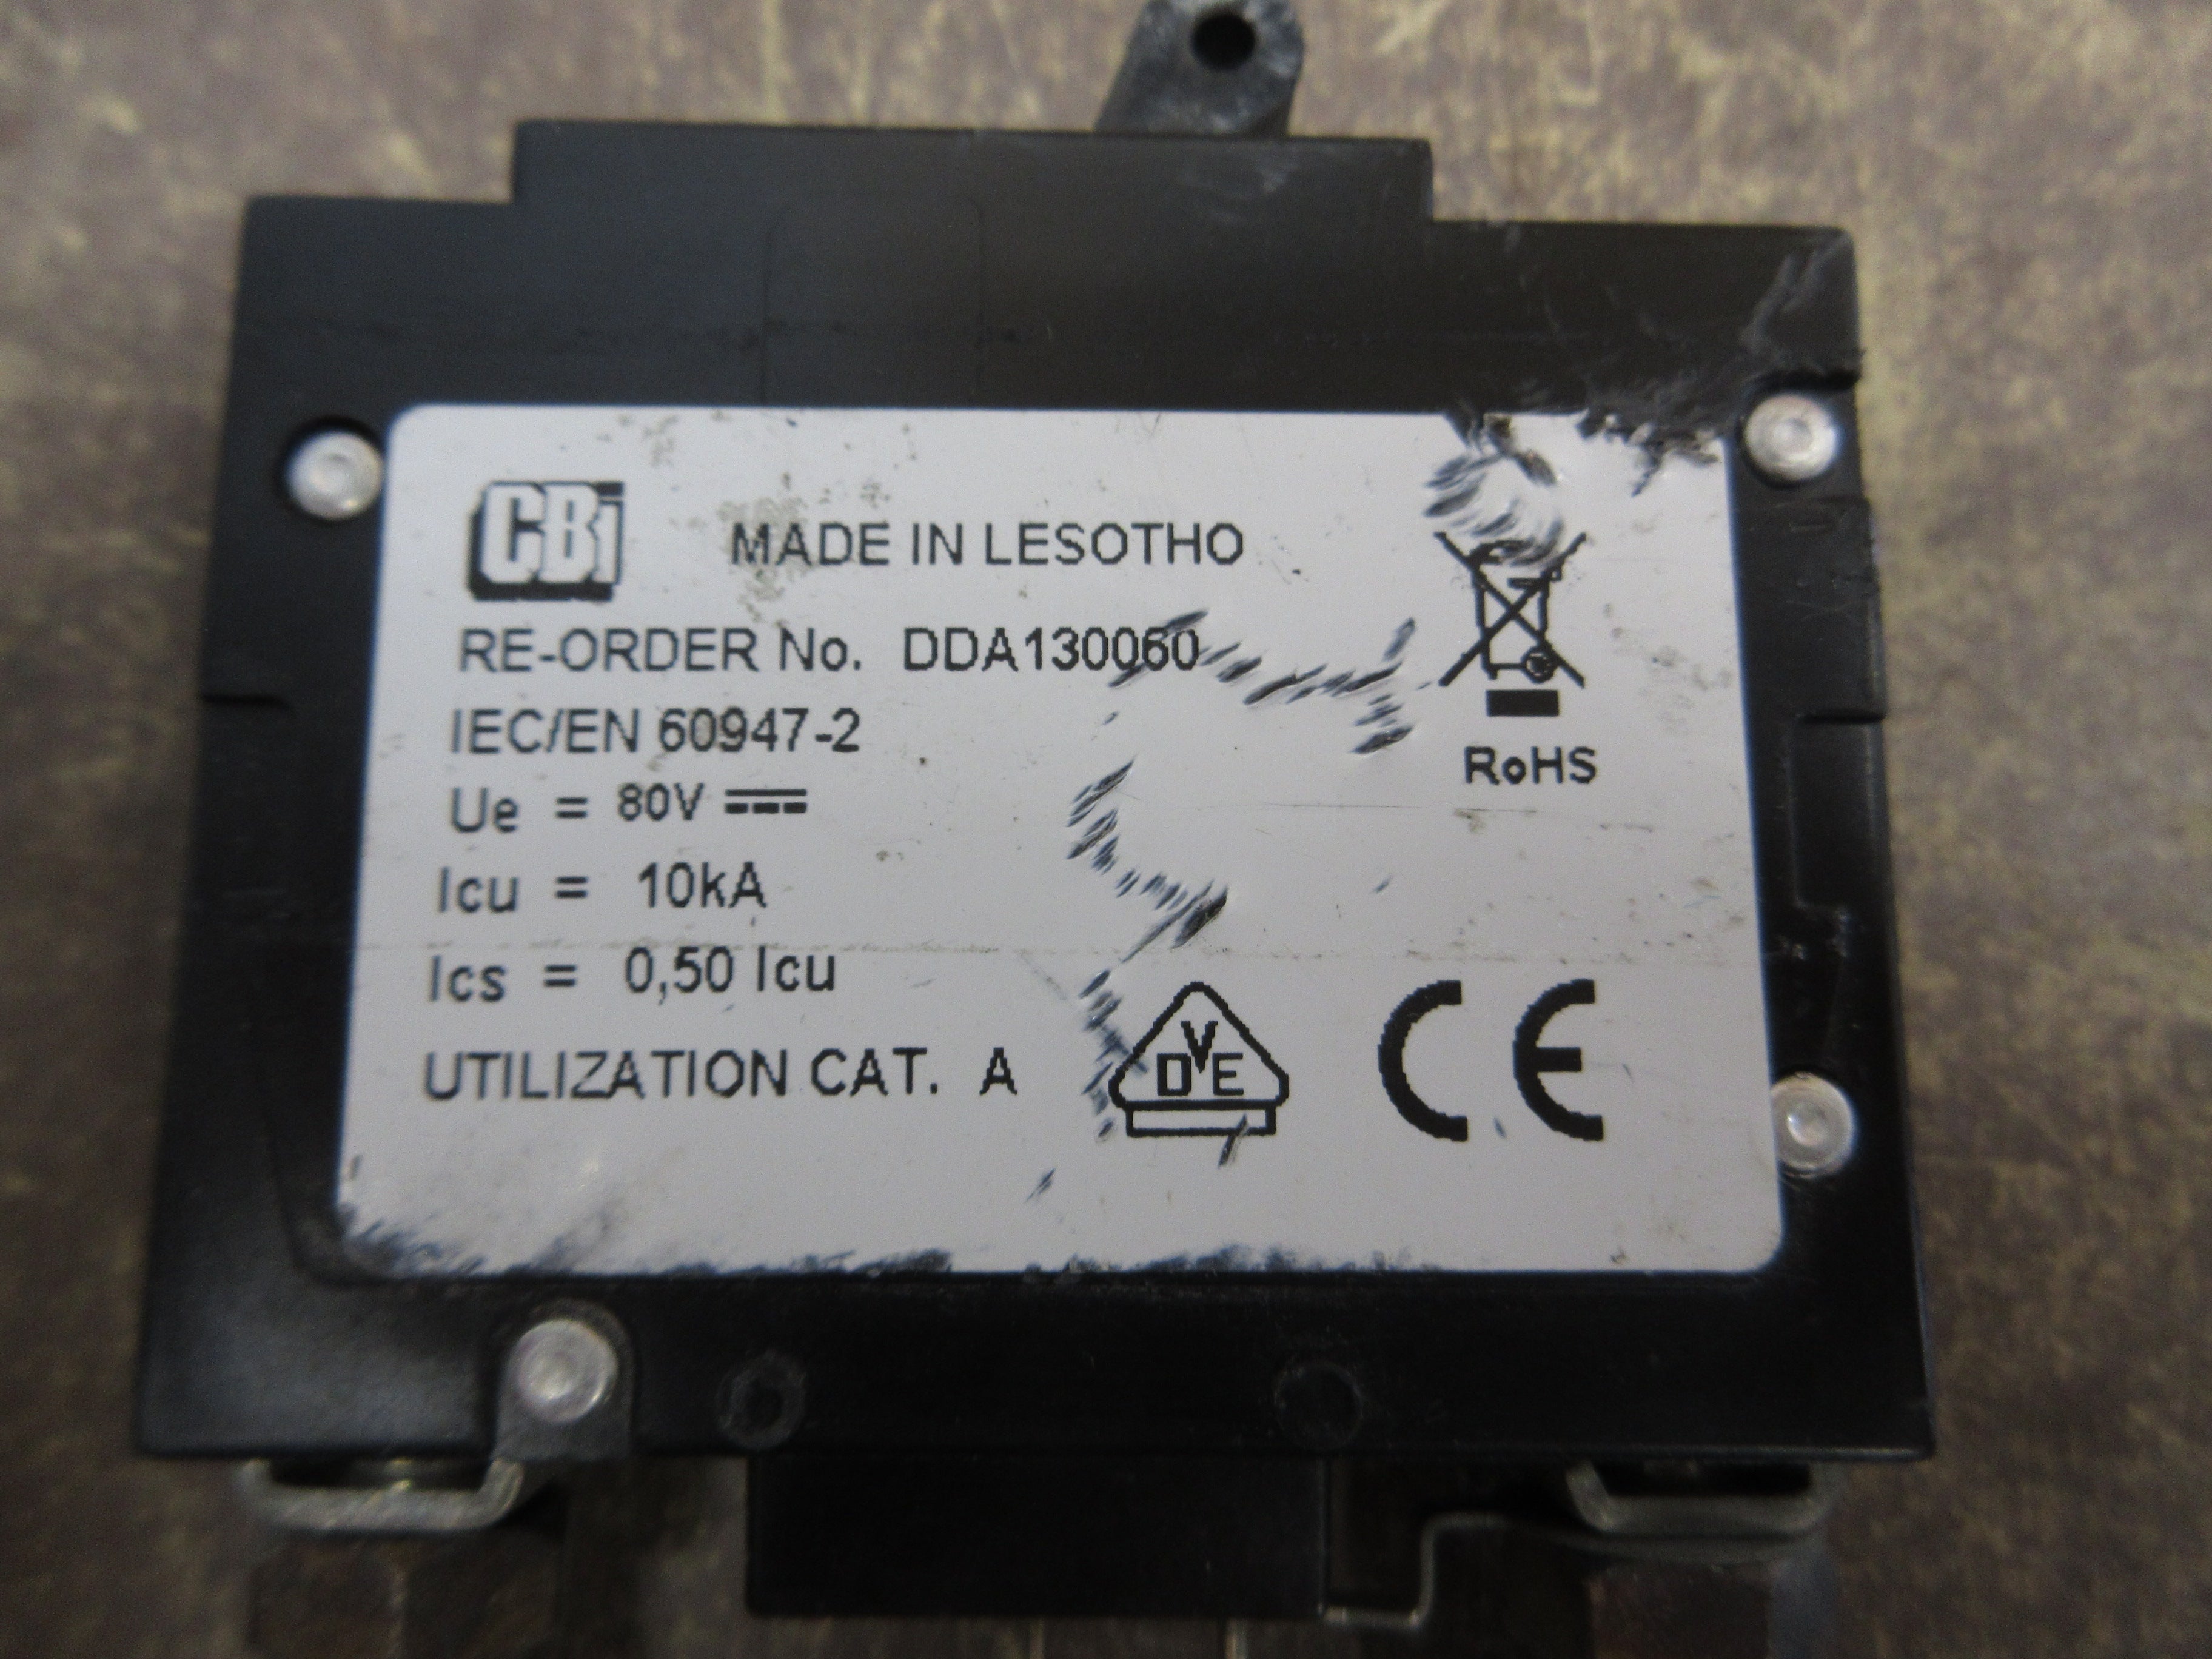 CBi
MADE IN LESOTHO
RE-ORDER No. DDA130060
IEC/EN 60947-2
Ue = 80V
Icu = 10kA
Ics = 0,50 Icu
UTILIZATION CAT. A
RoHS
DVE
CE